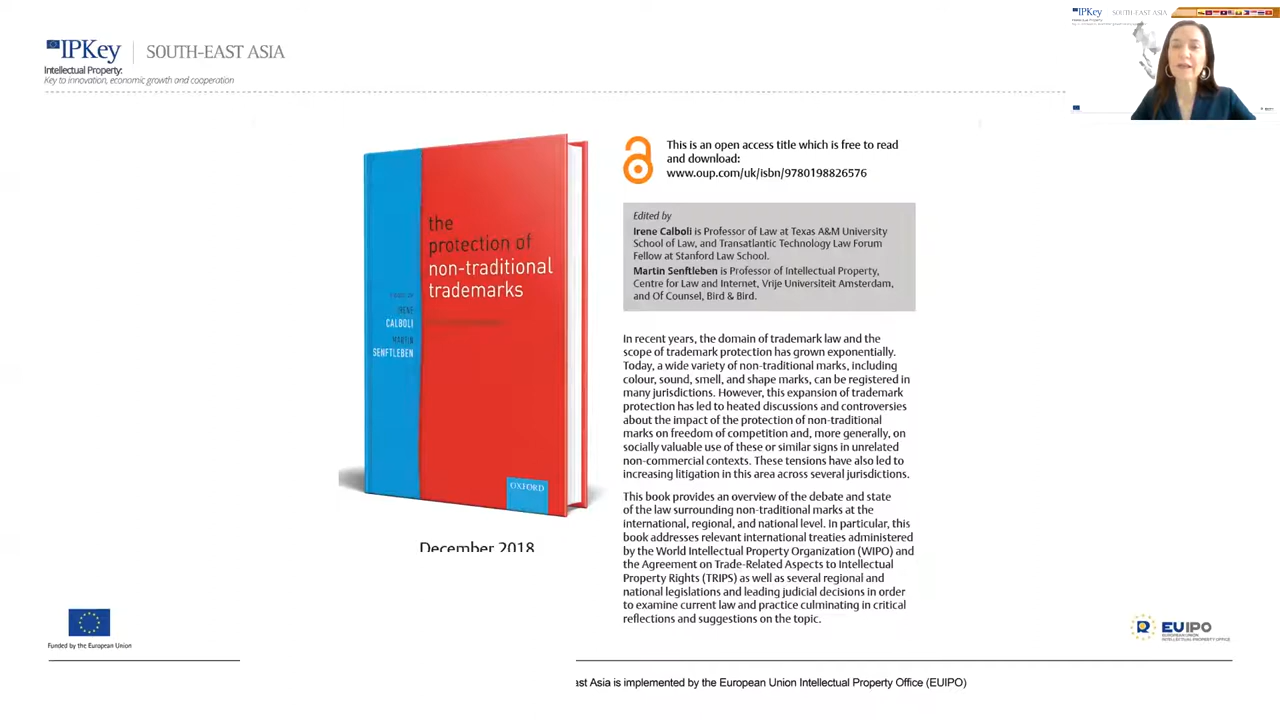 IPKey
SOUTH-EAST ASIA
Intellectual Property:
Key to innovation, economic growth and cooperation
IPKey SOUTH-EAST ASIA
This is an open access title which is free to read
and download:
www.oup.com/uk/isbn/9780198826576
the
protection of
non-traditional
trademarks
IRENE
CALBOLI
MARTIN
SENFTLEBEN
OXFORD
December 2018
Edited by
Irene Calboli is Professor of Law at Texas A&M University
School of Law, and Transatlantic Technology Law Forum
Fellow at Stanford Law School.
Martin Senftleben is Professor of Intellectual Property,
Centre for Law and Internet, Vrije Universiteit Amsterdam,
and Of Counsel, Bird & Bird.
In recent years, the domain of trademark law and the
scope of trademark protection has grown exponentially.
Today, a wide variety of non-traditional marks, including
colour, sound, smell, and shape marks, can be registered in
many jurisdictions. However, this expansion of trademark
protection has led to heated discussions and controversies
about the impact of the protection of non-traditional
marks on freedom of competition and, more generally, on
socially valuable use of these or similar signs in unrelated
non-commercial contexts. These tensions have also led to
increasing litigation in this area across several jurisdictions.
This book provides an overview of the debate and state
of the law surrounding non-traditional marks at the
international, regional, and national level. In particular, this
book addresses relevant international treaties administered
by the World Intellectual Property Organization (WIPO) and
the Agreement on Trade-Related Aspects to Intellectual
Property Rights (TRIPS) as well as several regional and
national legislations and leading judicial decisions in order
to examine current law and practice culminating in critical
reflections and suggestions on the topic.
Funded by the European Union
EUIPO
EUROPEAN UNION
INTELLECTUAL PROPERTY OFFICE
ast Asia is implemented by the European Union Intellectual Property Office (EUIPO)